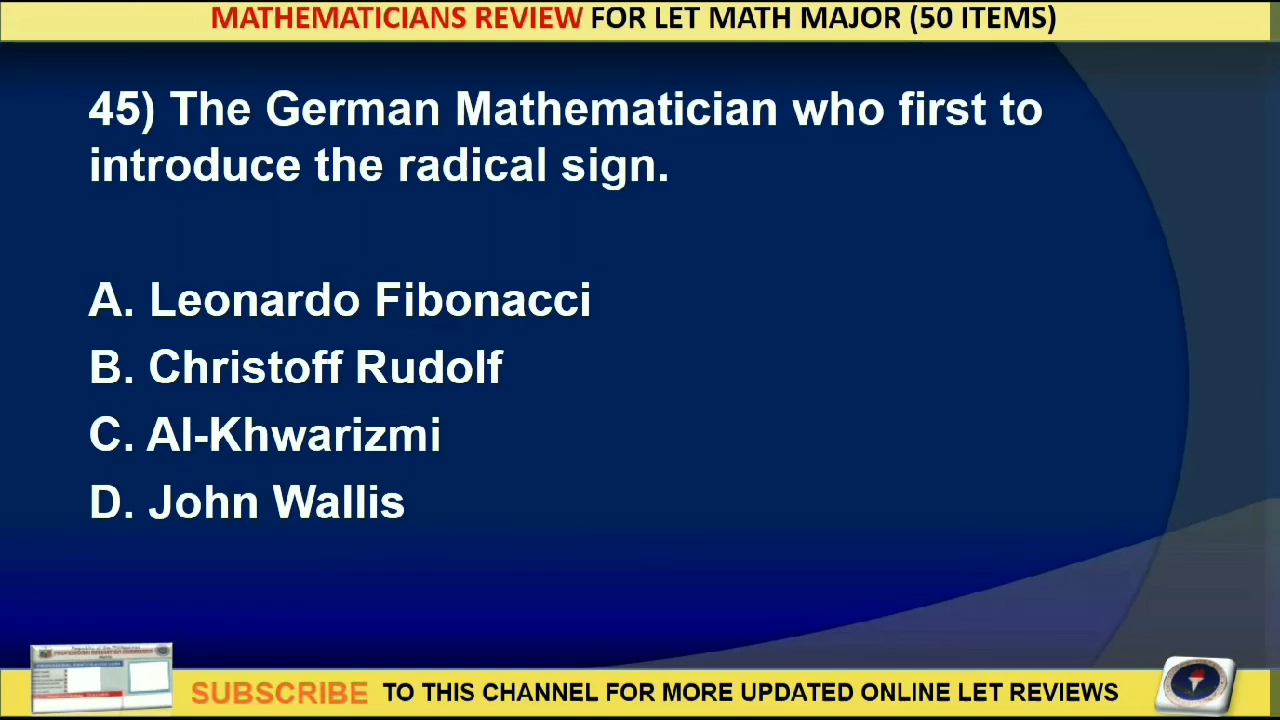 MATHEMATICIANS REVIEW FOR LET MATH MAJOR (50 ITEMS)
45) The German Mathematician who first to
introduce the radical sign.
A. Leonardo Fibonacci
B. Christoff Rudolf
C. Al-Khwarizmi
D. John Wallis
SUBSCRIBE TO THIS CHANNEL FOR MORE UPDATED ONLINE LET REVIEWS